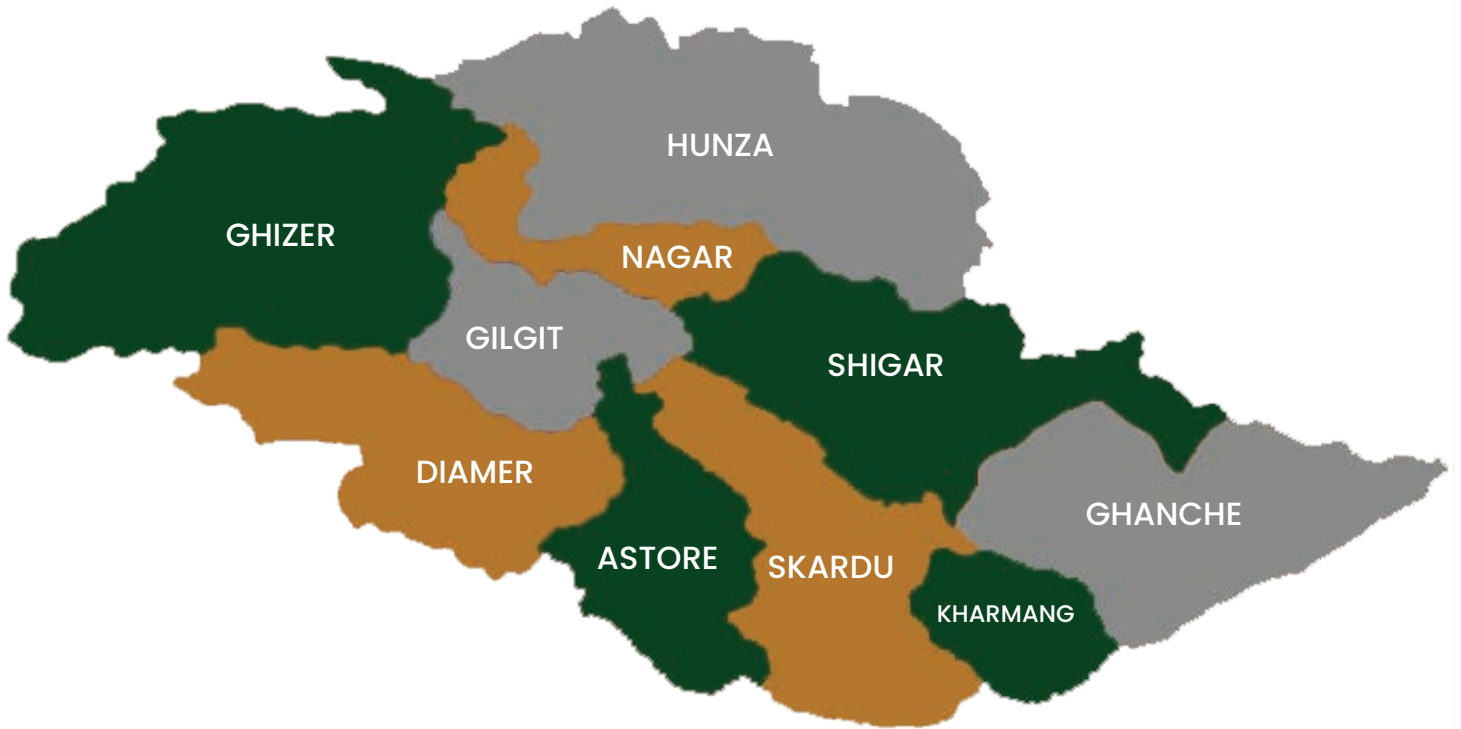 HUNZA
GHIZER
NAGAR
GILGIT
SHIGAR
DIAMER
GHANCHE
ASTORE
SKARDU
KHARMANG